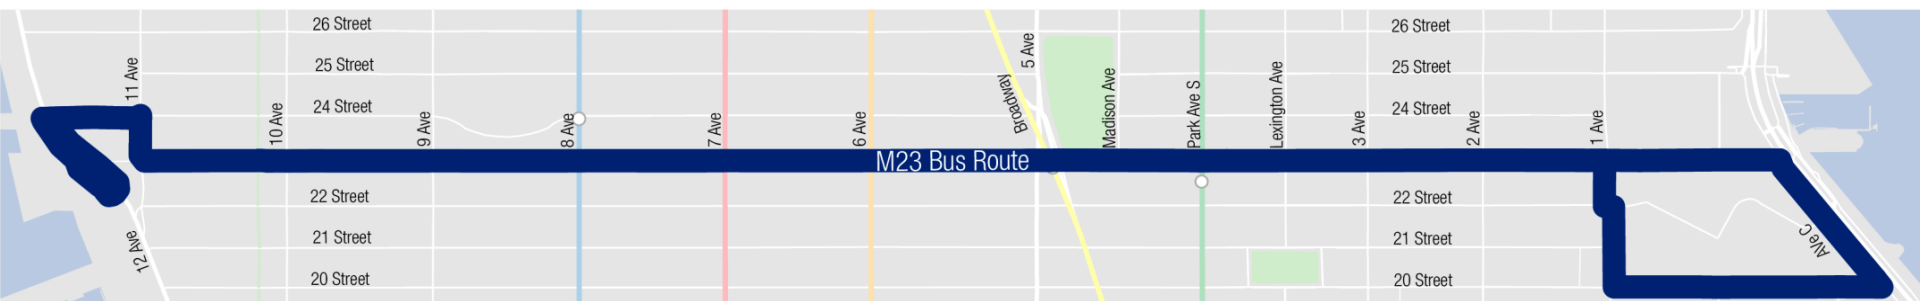 26 Street
25 Street
24 Street
22 Street
21 Street
20 Street
11 Ave
12 Ave
10 Ave
9 Ave
8 Ave
7 Ave
6 Ave
M23 Bus Route
Broadway
5 Ave
Madison Ave
Park Ave S
Lexington Ave
3 Ave
2 Ave
1 Ave
26 Street
25 Street
24 Street
22 Street
21 Street
20 Street
AVe C